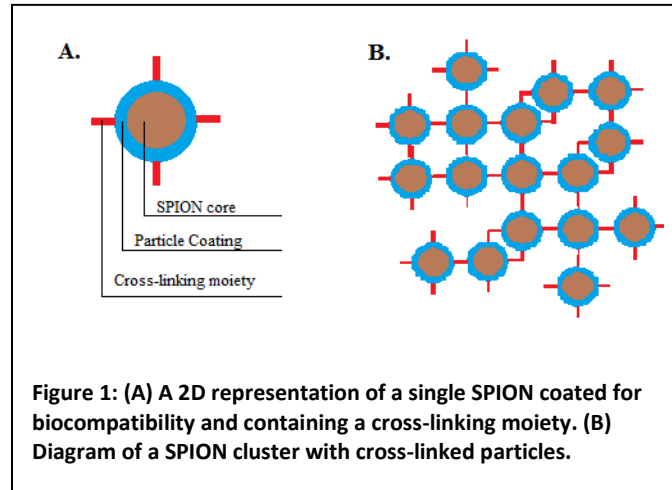 A.
B.
SPION core
Particle Coating
Cross-linking moiety
Figure 1: (A) A 2D representation of a single SPION coated for
biocompatibility and containing a cross-linking moiety. (B)
Diagram of a SPION cluster with cross-linked particles.